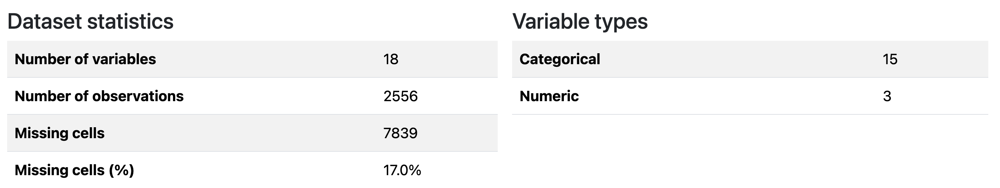 Dataset statistics
Number of variables 18
Number of observations 2556
Missing cells 7839
Missing cells (%) 17.0%
Variable types
Categorical 15
Numeric 3